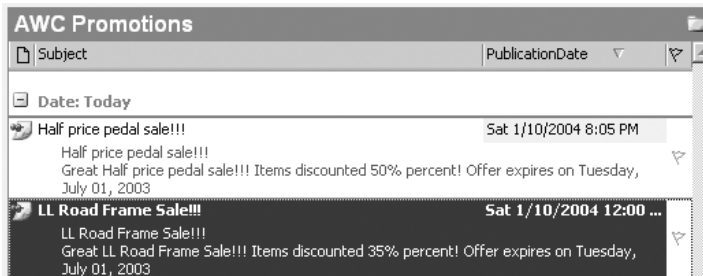 AWC Promotions
Subject PublicationDate
Date: Today
Half price pedal sale!!! Sat 1/10/2004 8:05 PM
Half price pedal sale!!!
Great Half price pedal sale!!! Items discounted 50% percent! Offer expires on Tuesday,
July 01, 2003
LL Road Frame Sale!!! Sat 1/10/2004 12:00 ...
LL Road Frame Sale!!!
Great LL Road Frame Sale!!! Items discounted 35% percent! Offer expires on Tuesday,
July 01, 2003